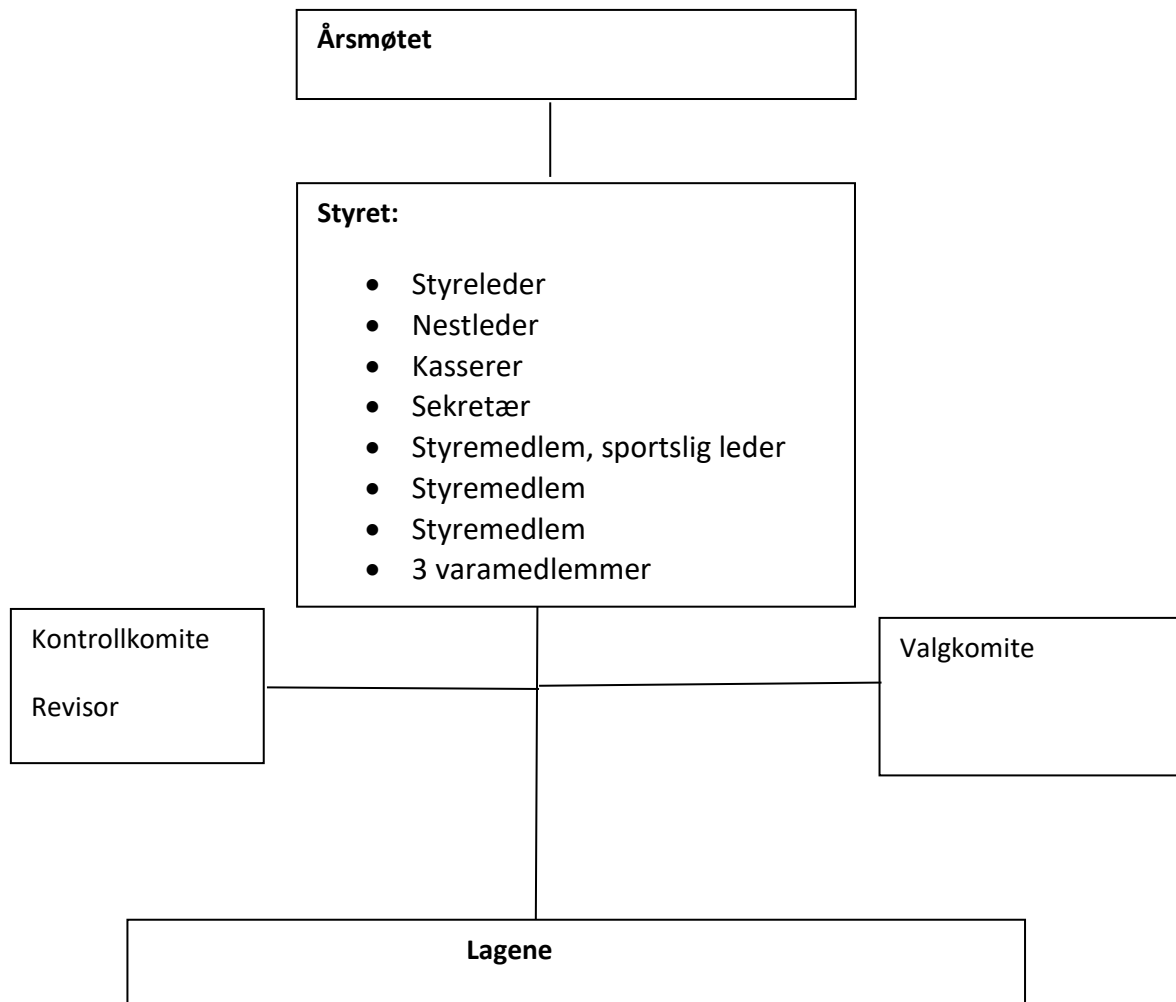 Årsmøtet
Styret:
• Styreleder
• Nestleder
• Kasserer
• Sekretær
• Styremedlem, sportslig leder
• Styremedlem
• Styremedlem
• 3 varamedlemmer
Kontrollkomite
Revisor
Valgkomite
Lagene